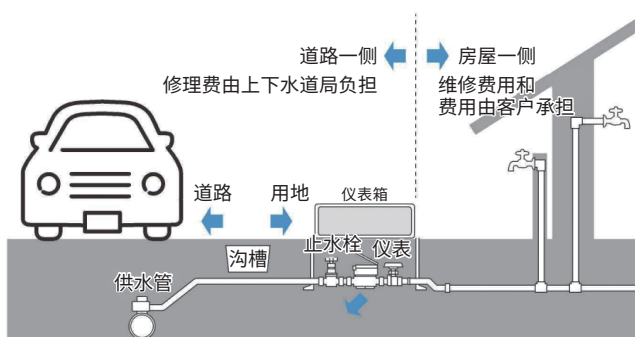 道路一侧
房屋一侧
修理费由上下水道局负担
维修费用和
费用由客户承担
道路
用地
仪表箱
止水栓
仪表
沟槽
供水管